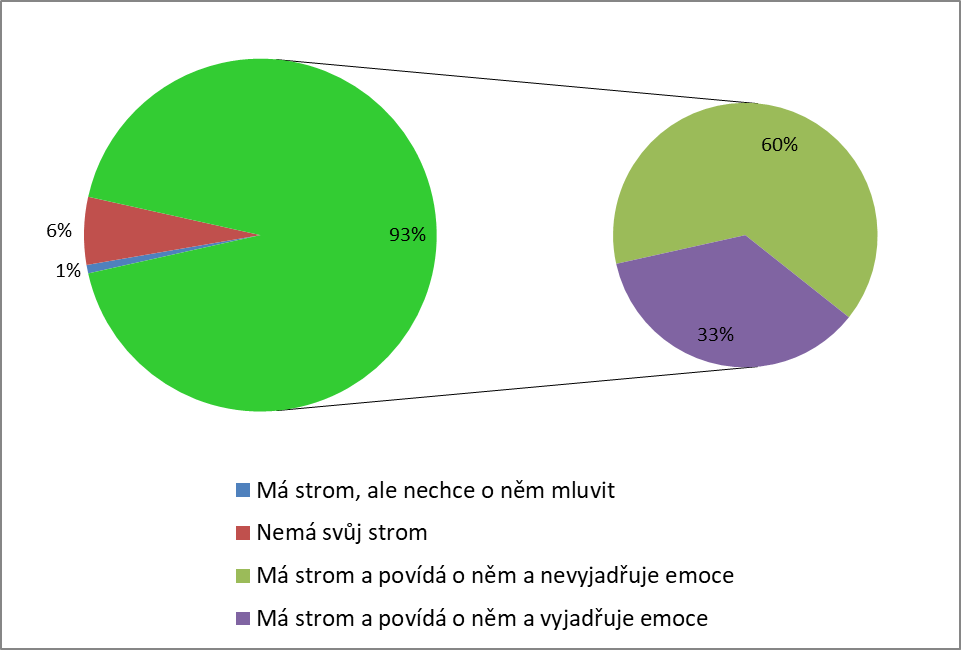 60%
6%
93%
1%
33%
Má strom, ale nechce o něm mluvit
Nemá svůj strom
Má strom a povídá o něm a nevyjadřuje emoce
Má strom a povídá o něm a vyjadřuje emoce